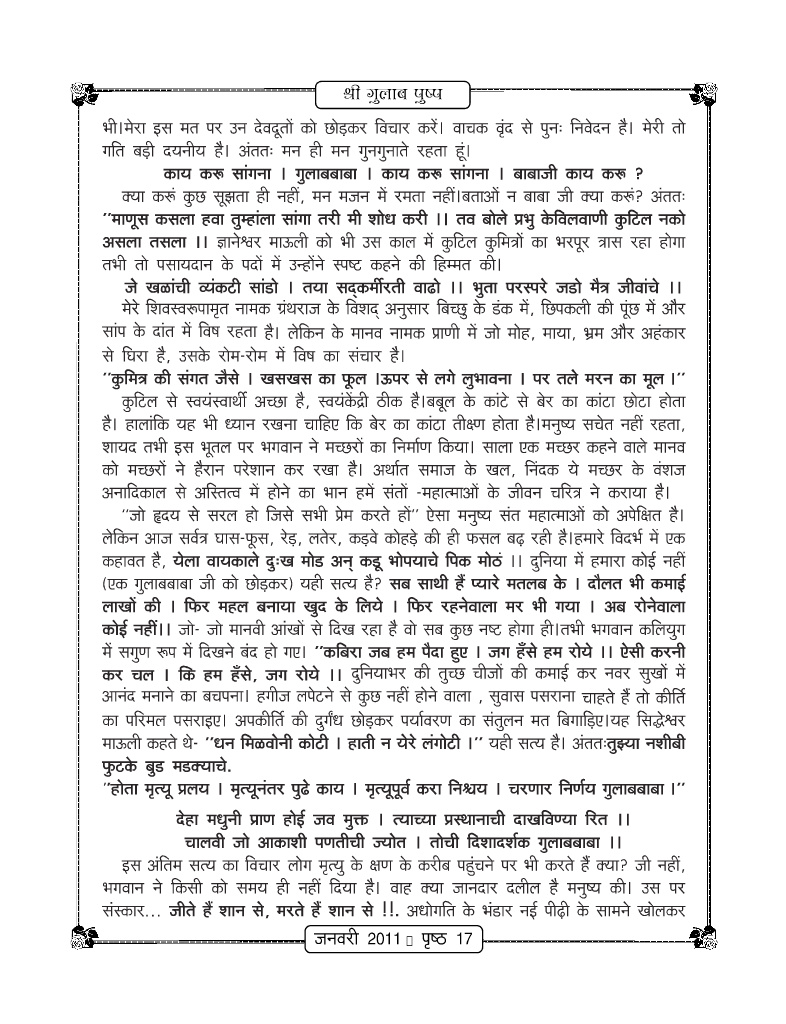 श्री गुलाब पुष्प
भी।मेरा इस मत पर उन देवदूतों को छोड़कर विचार करें। वाचक वृंद से पुनः निवेदन है। मेरी तो
गति बड़ी दयनीय है। अंततः मन ही मन गुनगुनाते रहता हूं।
काय करू सांगना । गुलाबबाबा । काय करू सांगना । बाबाजी काय करू ?
क्या करूं कुछ सूझता ही नहीं, मन मजन में रमता नहीं।बताओं न बाबा जी क्या करूं? अंततः
‘‘माणूस कसला हवा तुम्हांला सांगा तरी मी शोध करी ।। तव बोले प्रभु केविलवाणी कुटिल नको
असला तसला ।। ज्ञानेश्वर माऊली को भी उस काल में कुटिल कुमित्रों का भरपूर त्रास रहा होगा
तभी तो पसायदान के पदों में उन्होंने स्पष्ट कहने की हिम्मत की।
जे खळांची व्यंकटी सांडो । तया सद्कर्मीरती वाढो ।। भुता परस्परे जडो मैत्र जीवांचे ।।
मेरे शिवस्वरूपामृत नामक ग्रंथराज के विशद् अनुसार बिच्छु के डंक में, छिपकली की पूंछ में और
सांप के दांत में विष रहता है। लेकिन के मानव नामक प्राणी में जो मोह, माया, भ्रम और अहंकार
से घिरा है, उसके रोम-रोम में विष का संचार है।
‘‘कुमित्र की संगत जैसे । खसखस का फूल ।ऊपर से लगे लुभावना । पर तले मरन का मूल ।’’
कुटिल से स्वयंस्वार्थी अच्छा है, स्वयंकेंद्री ठीक है।बबूल के कांटे से बेर का कांटा छोटा होता
है। हालांकि यह भी ध्यान रखना चाहिए कि बेर का कांटा तीक्ष्ण होता है।मनुष्य सचेत नहीं रहता,
शायद तभी इस भूतल पर भगवान ने मच्छरों का निर्माण किया। साला एक मच्छर कहने वाले मानव
को मच्छरों ने हैरान परेशान कर रखा है। अर्थात समाज के खल, निंदक ये मच्छर के वंशज
अनादिकाल से अस्तित्व में होने का भान हमें संतों -महात्माओं के जीवन चरित्र ने कराया है।
‘‘जो हृदय से सरल हो जिसे सभी प्रेम करते हों’’ ऐसा मनुष्य संत महात्माओं को अपेक्षित है।
लेकिन आज सर्वत्र घास-फूस, रेड़, लतेर, कड़वे कोहड़े की ही फसल बढ़ रही है।हमारे विदर्भ में एक
कहावत है, येला वायकाले दुःख मोड अन् कडू भोपयाचे पिक मोठं ।। दुनिया में हमारा कोई नहीं
(एक गुलाबबाबा जी को छोड़कर) यही सत्य है? सब साथी हैं प्यारे मतलब के । दौलत भी कमाई
लाखों की । फिर महल बनाया खुद के लिये । फिर रहनेवाला मर भी गया । अब रोनेवाला
कोई नहीं।। जो- जो मानवी आंखों से दिख रहा है वो सब कुछ नष्ट होगा ही।तभी भगवान कलियुग
में सगुण रूप में दिखने बंद हो गए। ‘‘कबिरा जब हम पैदा हुए । जग हँसे हम रोये ।। ऐसी करनी
कर चल । कि हम हँसे, जग रोये ।। दुनियाभर की तुच्छ चीजों की कमाई कर नवर सुखों में
आनंद मनाने का बचपना। हगीज लपेटने से कुछ नहीं होने वाला , सुवास पसराना चाहते हैं तो कीर्ति
का परिमल पसराइए। अपकीर्ति की दुर्गंध छोड़कर पर्यावरण का संतुलन मत बिगाड़िए।यह सिद्धेश्वर
माऊली कहते थे- ‘‘धन मिळवोनी कोटी । हाती न येरे लंगोटी ।’’ यही सत्य है। अंततःतुझ्या नशीबी
फुटके बुड मडक्याचे.
‘‘होता मृत्यू प्रलय । मृत्यूनंतर पुढे काय । मृत्यूपूर्व करा निश्चय । चरणार निर्णय गुलाबबाबा ।’’
देहा मधुनी प्राण होई जव मुक्त । त्याच्या प्रस्थानाची दाखविण्या रित ।।
चालवी जो आकाशी पणतीची ज्योत । तोची दिशादर्शक गुलाबबाबा ।।
इस अंतिम सत्य का विचार लोग मृत्यु के क्षण के करीब पहुंचने पर भी करते हैं क्या? जी नहीं,
भगवान ने किसी को समय ही नहीं दिया है। वाह क्या जानदार दलील है मनुष्य की। उस पर
संस्कार... जीते हैं शान से, मरते हैं शान से !!. अधोगति के भंडार नई पीढ़ी के सामने खोलकर
जनवरी 2011 □ पृष्ठ 17